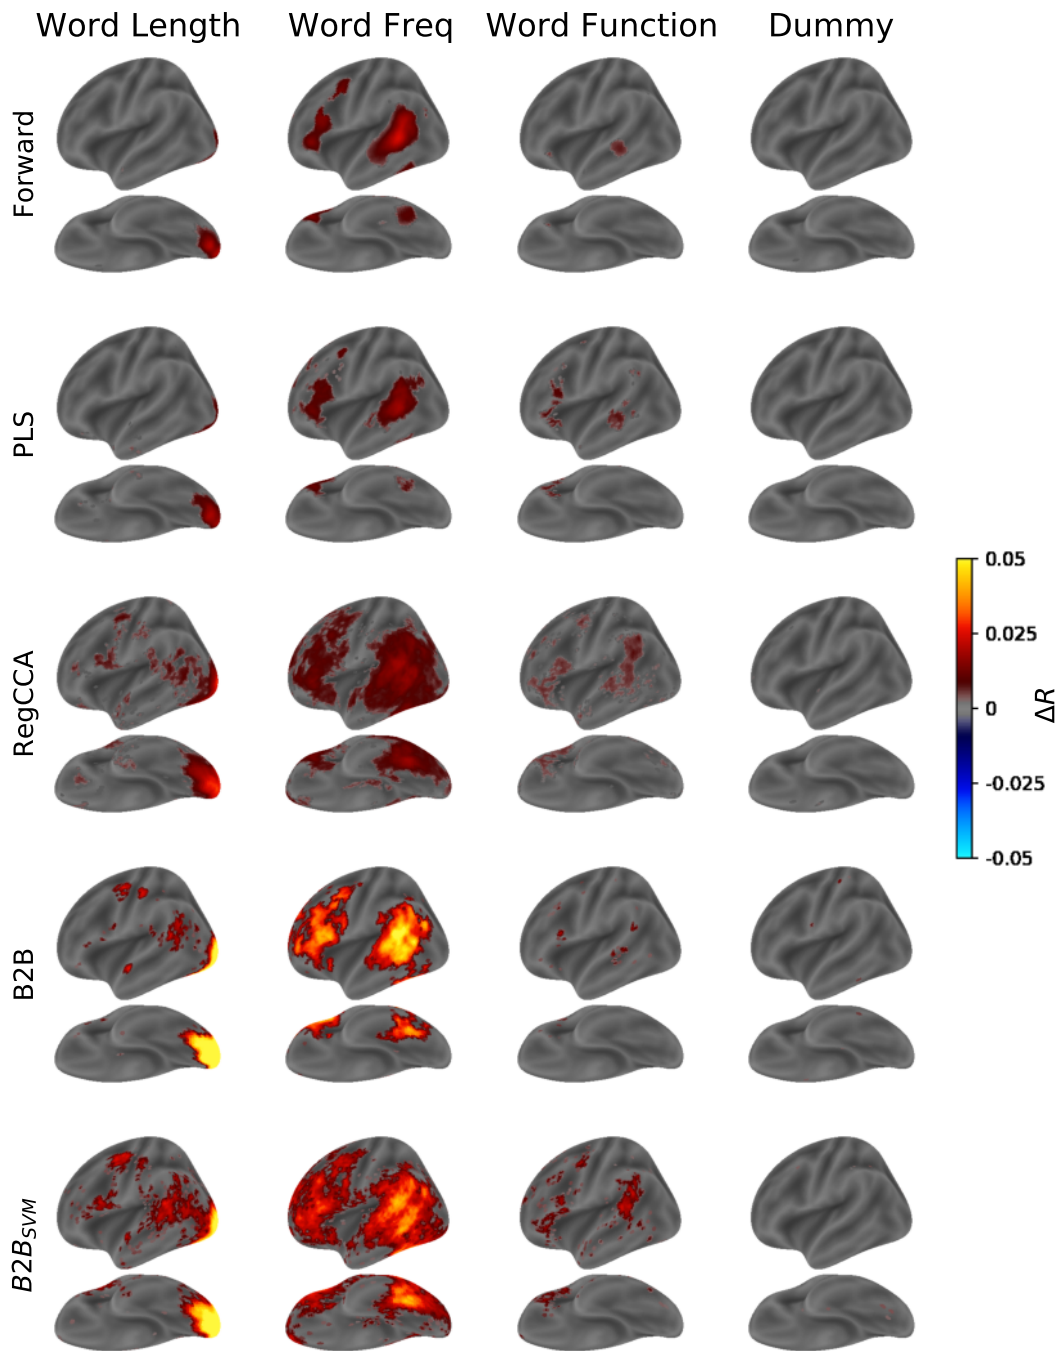 Word Length Word Freq Word Function Dummy
Forward
PLS
RegCCA
B2B
B2B_SVM
0.05
0.025
0
-0.025
-0.05
ΔR